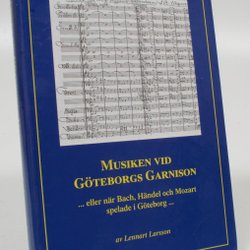 MUSIKEN VID
GÖTEBORGS GARNISON
... eller när Bach, Händel och Mozart
spelade i Göteborg ...
av Lennart Larsson